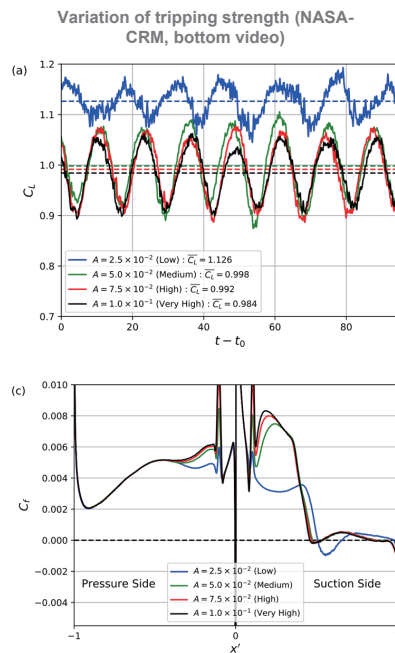 Variation of tripping strength (NASA-
CRM, bottom video)
(a)
1.2
1.1
1.0
0.9
0.8
0.7
C_L
A = 2.5 × 10⁻² (Low) : C̅_L̅ = 1.126
A = 5.0 × 10⁻² (Medium) : C̅_L̅ = 0.998
A = 7.5 × 10⁻² (High) : C̅_L̅ = 0.992
A = 1.0 × 10⁻¹ (Very High) : C̅_L̅ = 0.984
0 20 40 60 80
t − t₀
(c)
0.010
0.008
0.006
0.004
0.002
0.000
−0.002
−0.004
C_f
Pressure Side
Suction Side
A = 2.5 × 10⁻² (Low)
A = 5.0 × 10⁻² (Medium)
A = 7.5 × 10⁻² (High)
A = 1.0 × 10⁻¹ (Very High)
−1 0
x′